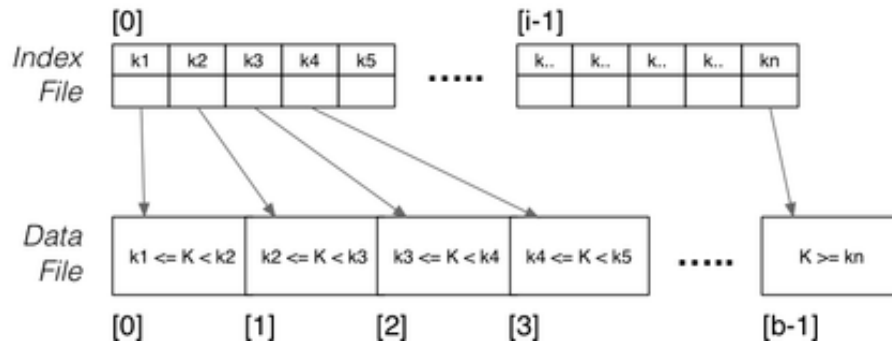 [0] [i-1]
Index File
k1 k2 k3 k4 k5 ..... k.. k.. k.. k.. kn
Data File
k1 <= K < k2 k2 <= K < k3 k3 <= K < k4 k4 <= K < k5 ..... K >= kn
[0] [1] [2] [3] [b-1]